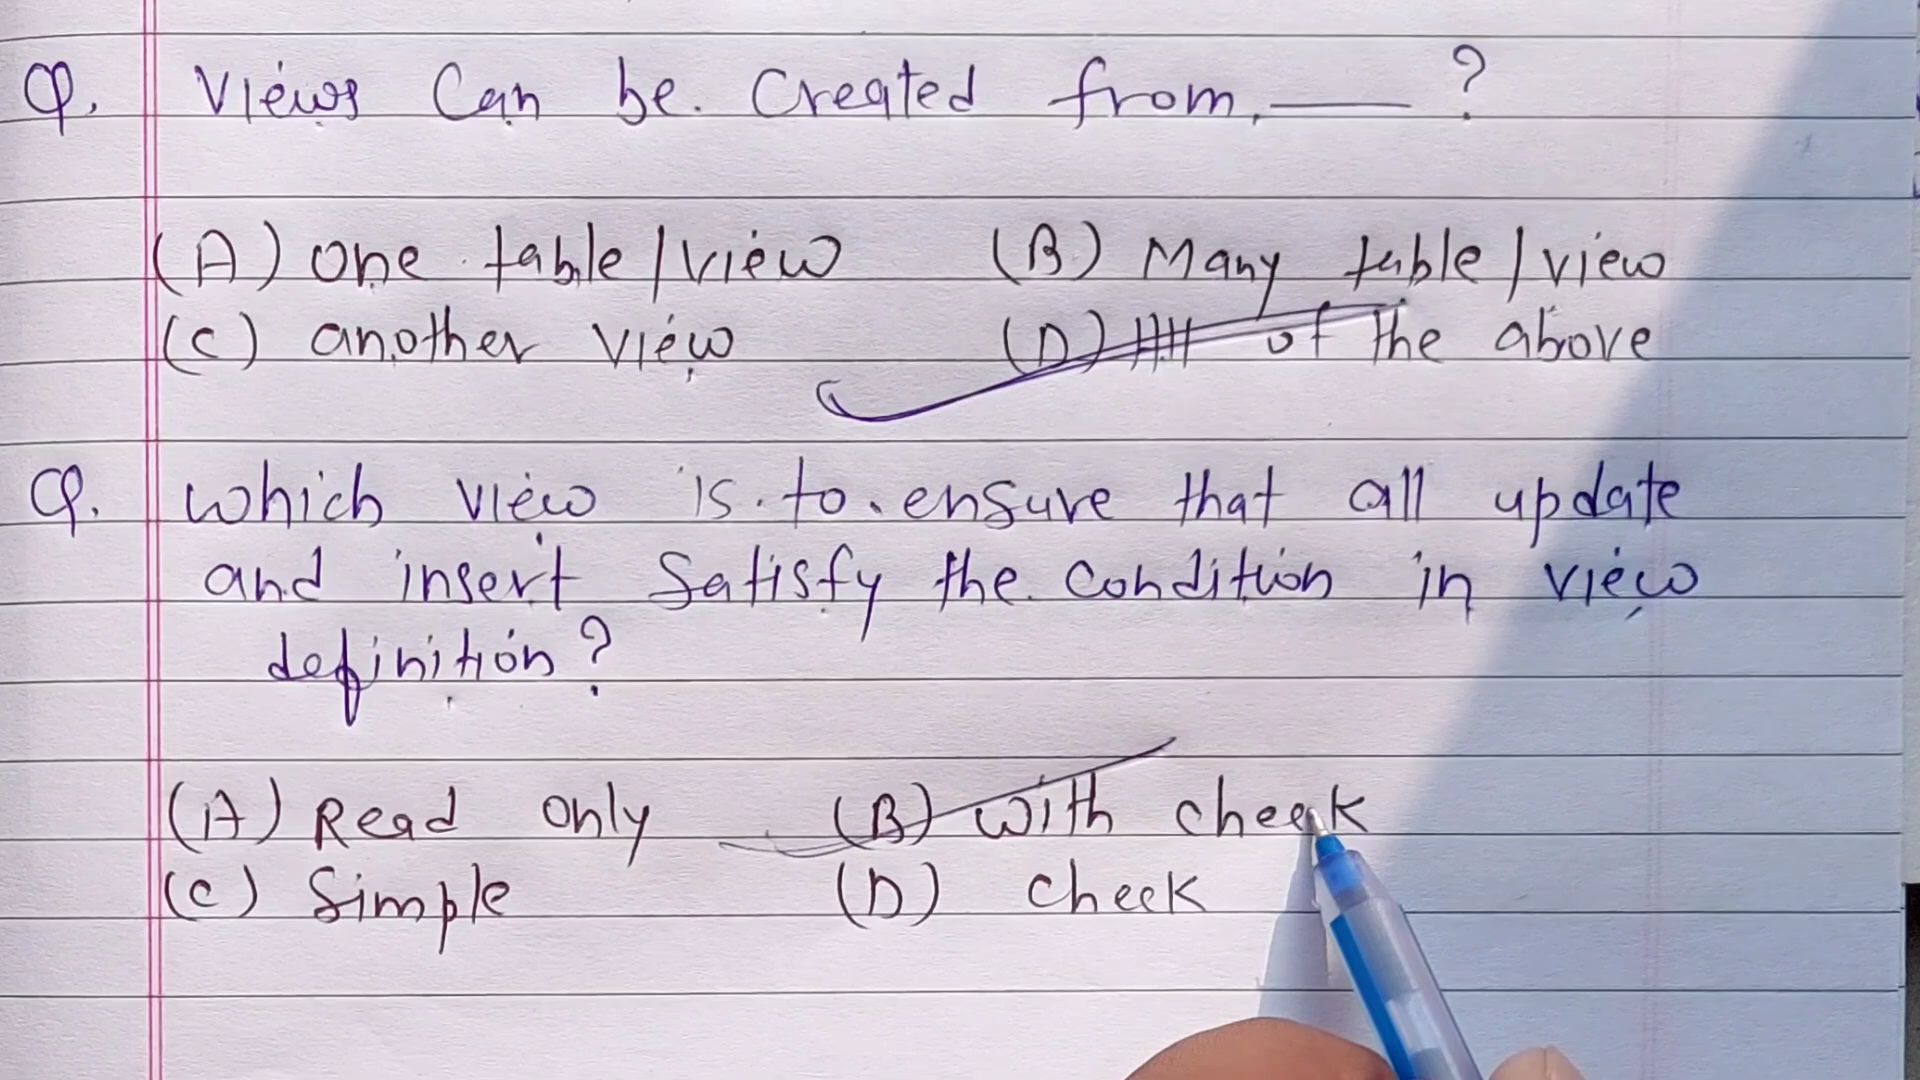 Q. Views Can be Created from, ___ ?
(A) one table/view (B) Many table/view
(C) another view (D) of the above
Q. which view is to ensure that all update
and insert satisfy the condition in view
definition?
(A) Read only (B) with check
(C) Simple (D) check